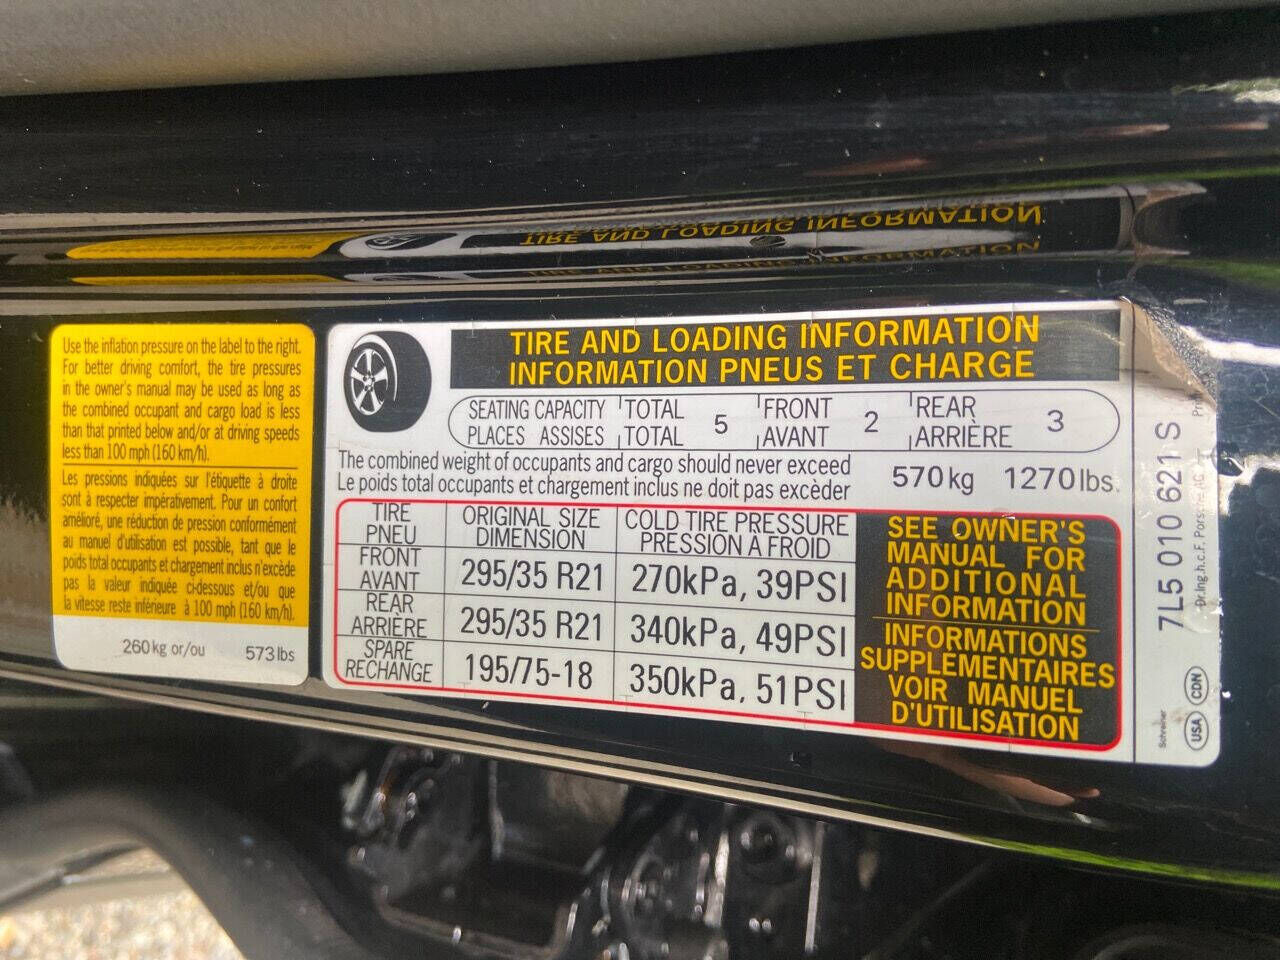 TIRE AND LOADING INFORMATION
Use the inflation pressure on the label to the right.
For better driving comfort, the tire pressures
in the owner's manual may be used as long as
the combined occupant and cargo load is less
than that printed below and/or at driving speeds
less than 100 mph (160 km/h).
Les pressions indiquées sur l'étiquette à droite
sont à respecter impérativement. Pour un confort
amélioré, une réduction de pression conformément
au manuel d'utilisation est possible, tant que le
poids total occupants et chargement inclus n'excède
pas la valeur indiquée ci-dessous et/ou que
la vitesse reste inférieure à 100 mph (160 km/h).
260 kg or/ou 573 lbs
TIRE AND LOADING INFORMATION
INFORMATION PNEUS ET CHARGE
SEATING CAPACITY TOTAL 5 FRONT 2 REAR 3
PLACES ASSISES TOTAL AVANT ARRIÈRE
The combined weight of occupants and cargo should never exceed 570 kg 1270 lbs.
Le poids total occupants et chargement inclus ne doit pas excèder
TIRE ORIGINAL SIZE COLD TIRE PRESSURE
PNEU DIMENSION PRESSION A FROID
FRONT 295/35 R21 270kPa, 39PSI
AVANT
REAR 295/35 R21 340kPa, 49PSI
ARRIÈRE
SPARE 195/75-18 350kPa, 51PSI
RECHANGE
SEE OWNER'S
MANUAL FOR
ADDITIONAL
INFORMATION
INFORMATIONS
SUPPLEMENTAIRES
VOIR MANUEL
D'UTILISATION
7L5 010 621 S
Dr.Ing.h.c.F. Porsche AG
Schreiner
USA CDN